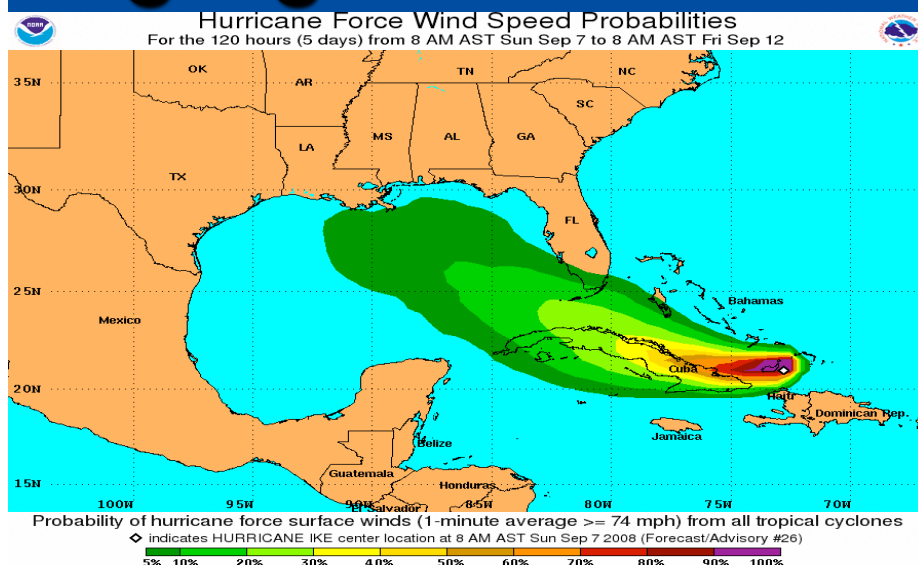 Hurricane Force Wind Speed Probabilities
For the 120 hours (5 days) from 8 AM AST Sun Sep 7 to 8 AM AST Fri Sep 12
NOAA
35N
OK
AR
TN
NC
SC
MS
AL
GA
LA
TX
30N
FL
25N
Bahamas
Mexico
20N
Cuba
Haiti
Dominican Rep.
Jamaica
Belize
Guatemala
Honduras
15N
100W
95W
90W
85W
80W
75W
70W
El Salvador
Probability of hurricane force surface winds (1-minute average >= 74 mph) from all tropical cyclones
indicates HURRICANE IKE center location at 8 AM AST Sun Sep 7 2008 (Forecast/Advisory #26)
5% 10% 20% 30% 40% 50% 60% 70% 80% 90% 100%